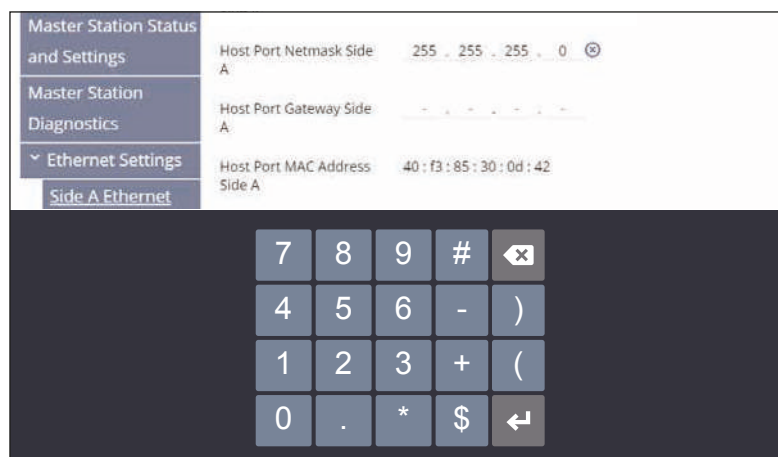 Master Station Status
and Settings
Master Station
Diagnostics
Ethernet Settings
Side A Ethernet
Host Port Netmask Side
A
255 . 255 . 255 . 0
Host Port Gateway Side
A
- . - . - . -
Host Port MAC Address
Side A
40 : f3 : 85 : 30 : 0d : 42
7 8 9 #
4 5 6 - )
1 2 3 + (
0 . * $